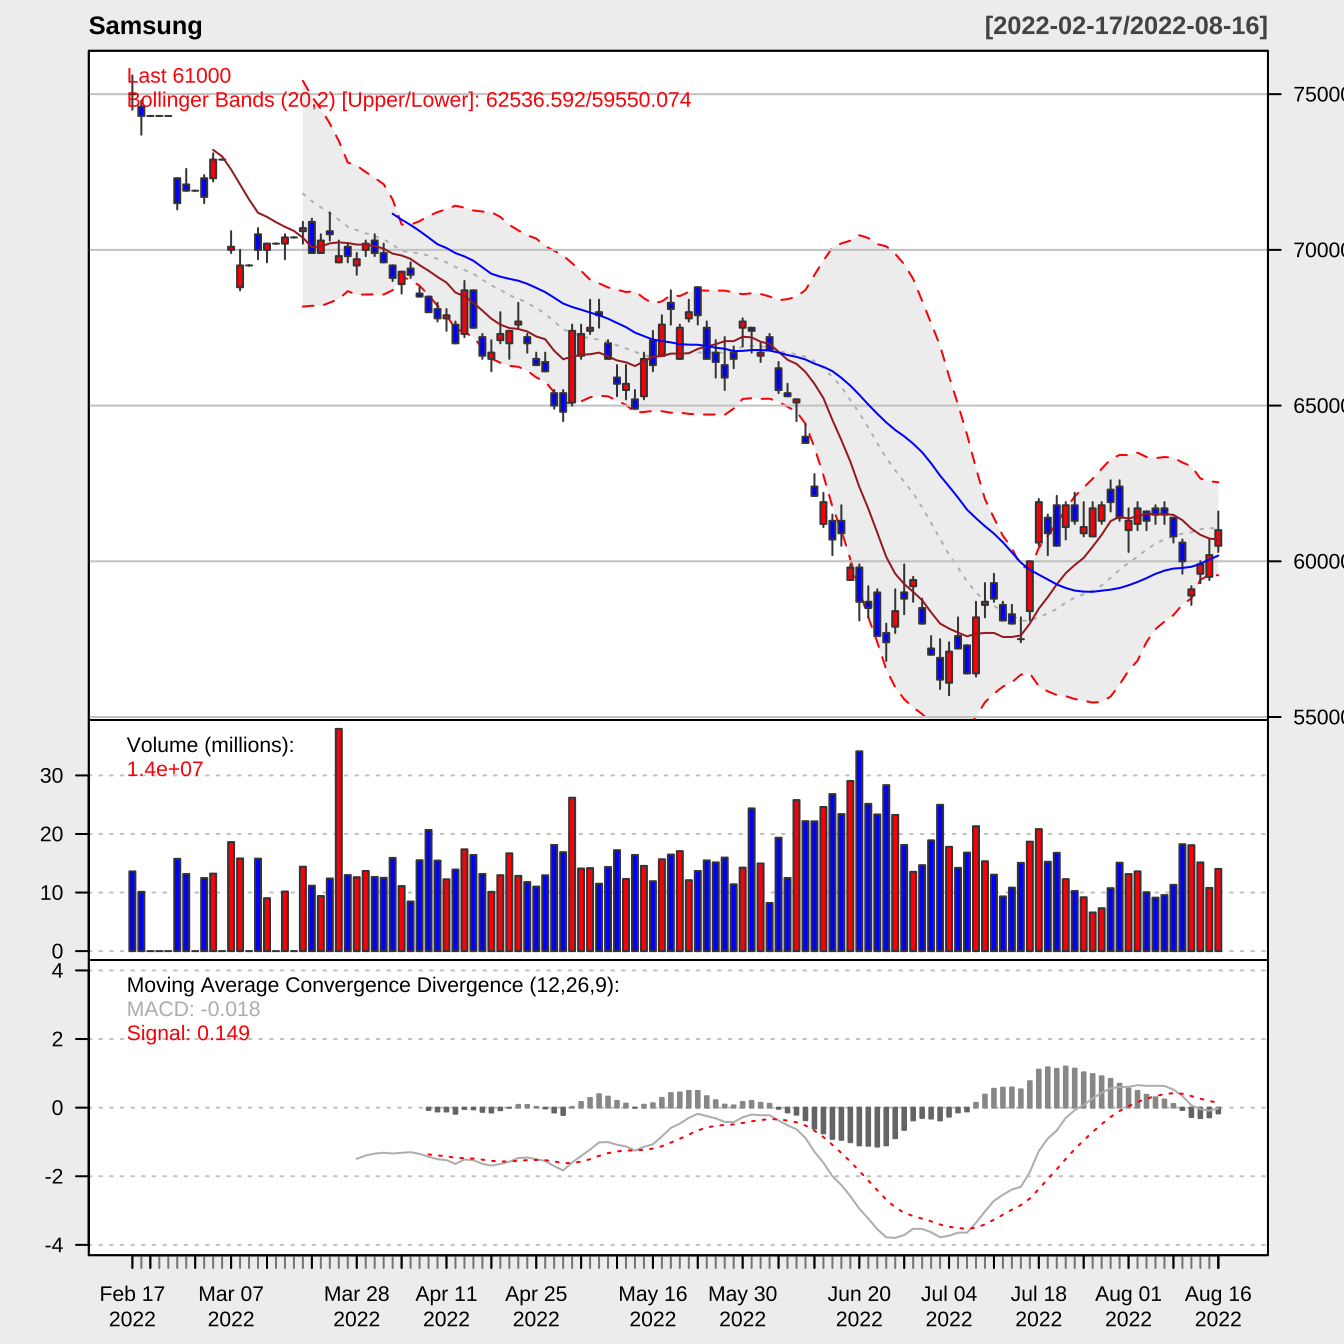 Samsung
[2022-02-17/2022-08-16]
Last 61000
Bollinger Bands (20,2) [Upper/Lower]: 62536.592/59550.074
75000
70000
65000
60000
55000
Volume (millions):
1.4e+07
30
20
10
0
Moving Average Convergence Divergence (12,26,9):
MACD: -0.018
Signal: 0.149
4
2
0
-2
-4
Feb 17 Mar 07 Mar 28 Apr 11 Apr 25 May 16 May 30 Jun 20 Jul 04 Jul 18 Aug 01 Aug 16
2022 2022 2022 2022 2022 2022 2022 2022 2022 2022 2022 2022